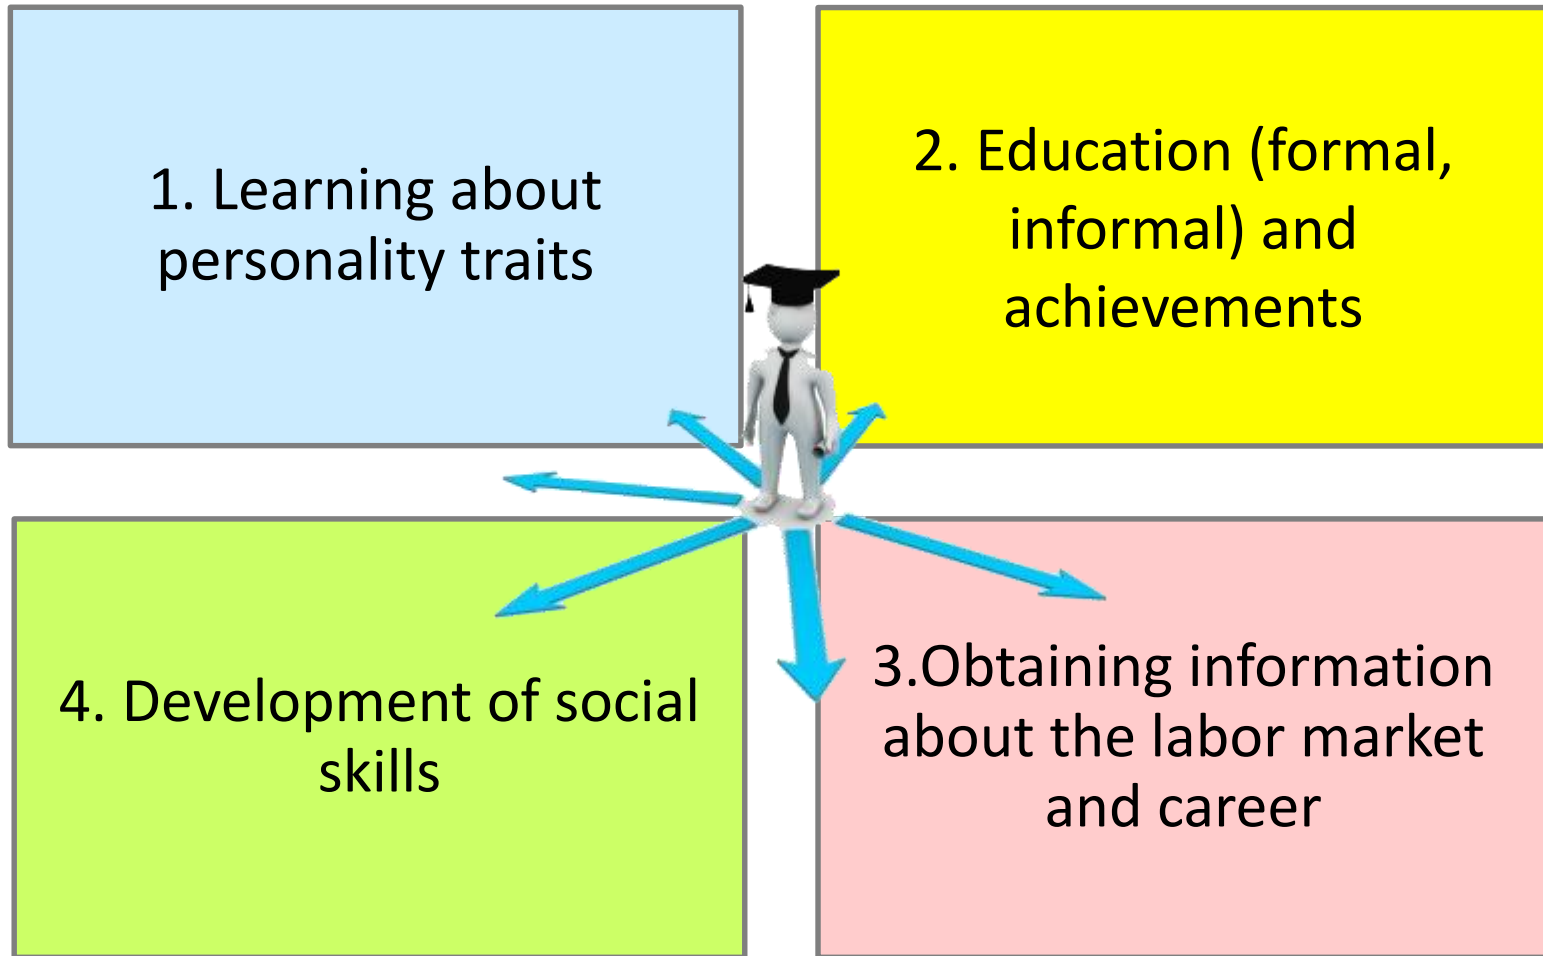 1. Learning about
personality traits
2. Education (formal,
informal) and
achievements
3.Obtaining information
about the labor market
and career
4. Development of social
skills